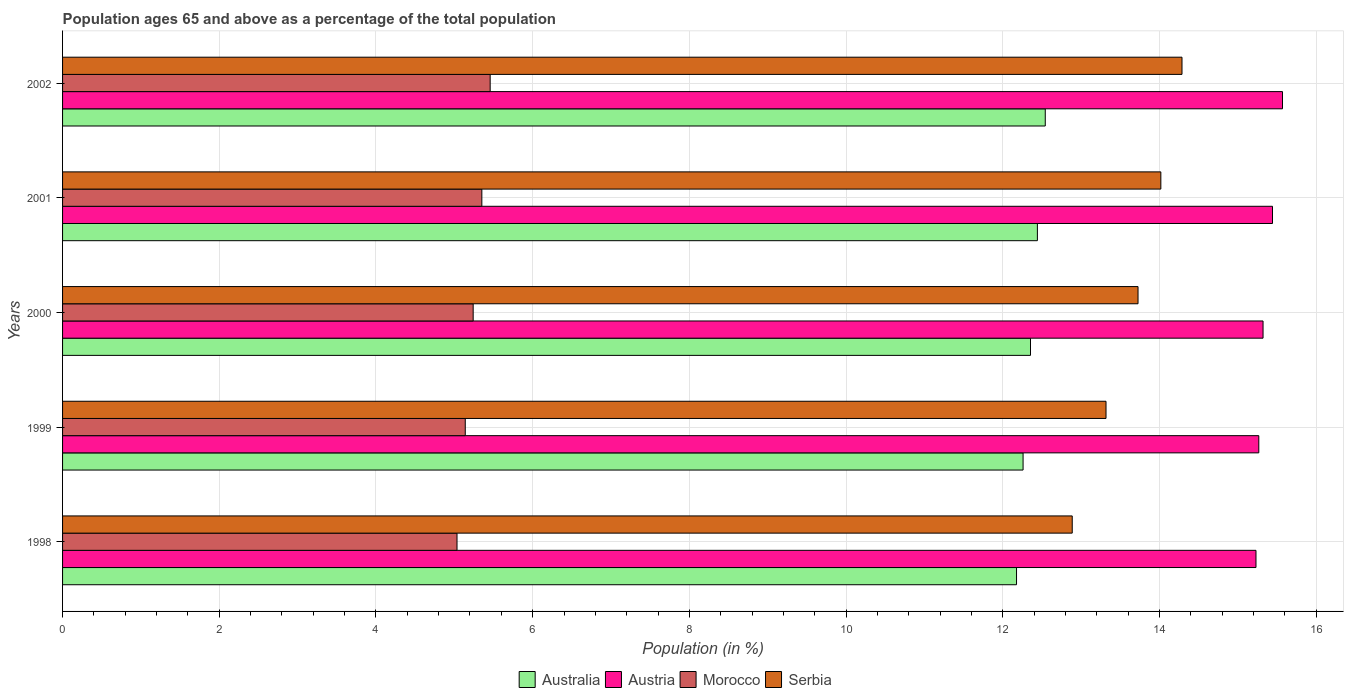 Population ages 65 and above as a percentage of the total population
2002
2001
2000
1999
1998
Years
0
2
4
6
8
10
12
14
16
Population (in %)
Australia
Austria
Morocco
Serbia